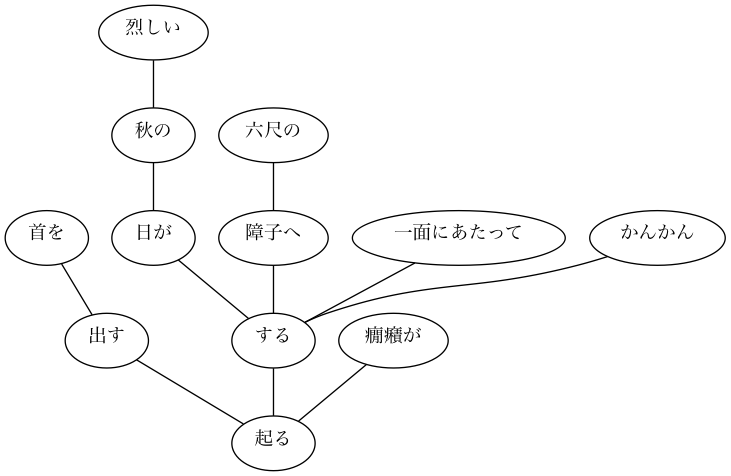 烈しい
秋の
六尺の
首を
日が
障子へ
一面にあたって
かんかん
出す
する
癇癪が
起る